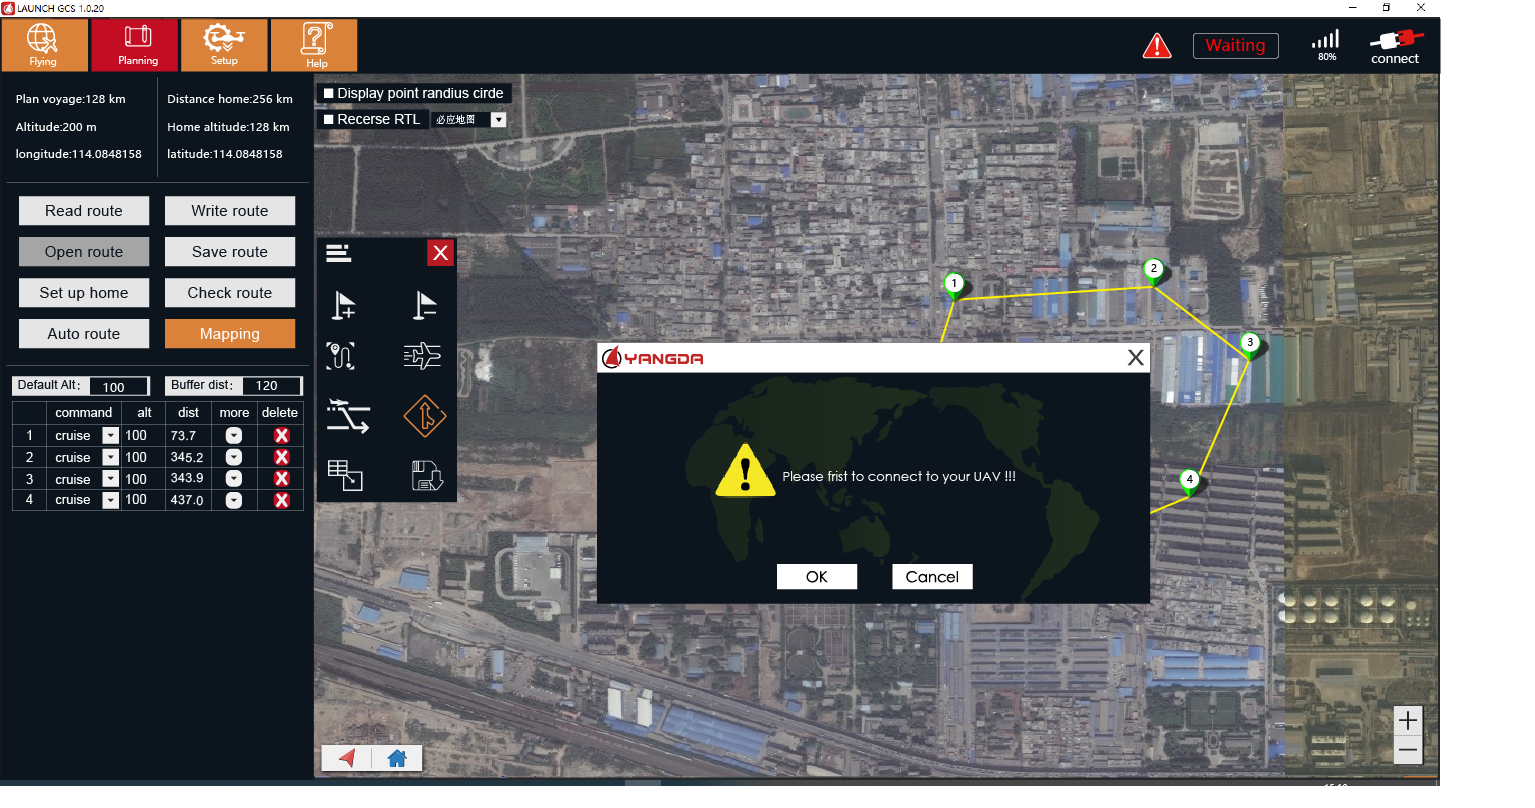 LAUNCH GCS 1.0.20
Flying
Planning
Setup
Help
Waiting
80%
connect
Plan voyage:128 km
Distance home:256 km
Altitude:200 m
Home altitude:128 km
longitude:114.0848158
latitude:114.0848158
Display point randius cirde
Recerse RTL
必应地图
Read route
Write route
Open route
Save route
Set up home
Check route
Auto route
Mapping
X
Default Alt: 100
Buffer dist: 120
command alt dist more delete
1 cruise 100 73.7 X
2 cruise 100 345.2 X
3 cruise 100 343.9 X
4 cruise 100 437.0 X
1
2
3
4
YANGDA
X
Please frist to connect to your UAV !!!
OK
Cancel